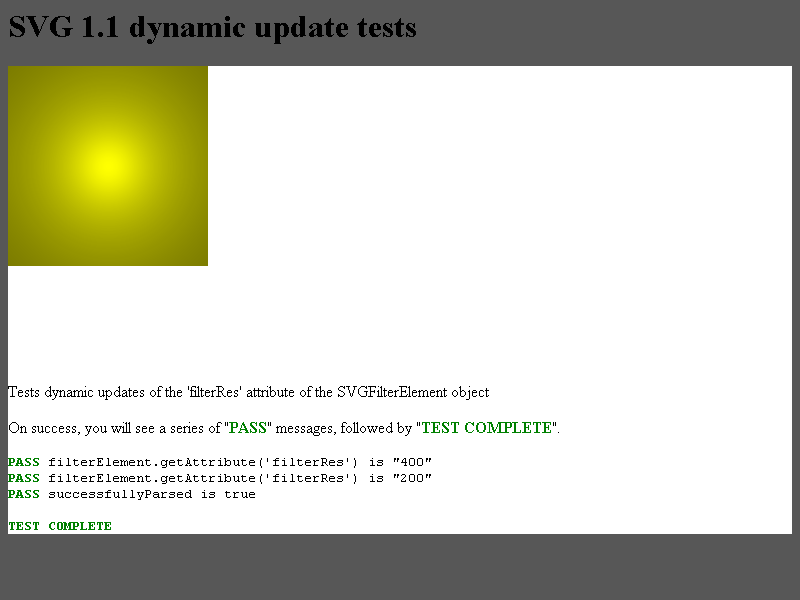 SVG 1.1 dynamic update tests
Tests dynamic updates of the 'filterRes' attribute of the SVGFilterElement object
On success, you will see a series of "PASS" messages, followed by "TEST COMPLETE".
PASS filterElement.getAttribute('filterRes') is "400"
PASS filterElement.getAttribute('filterRes') is "200"
PASS successfullyParsed is true
TEST COMPLETE